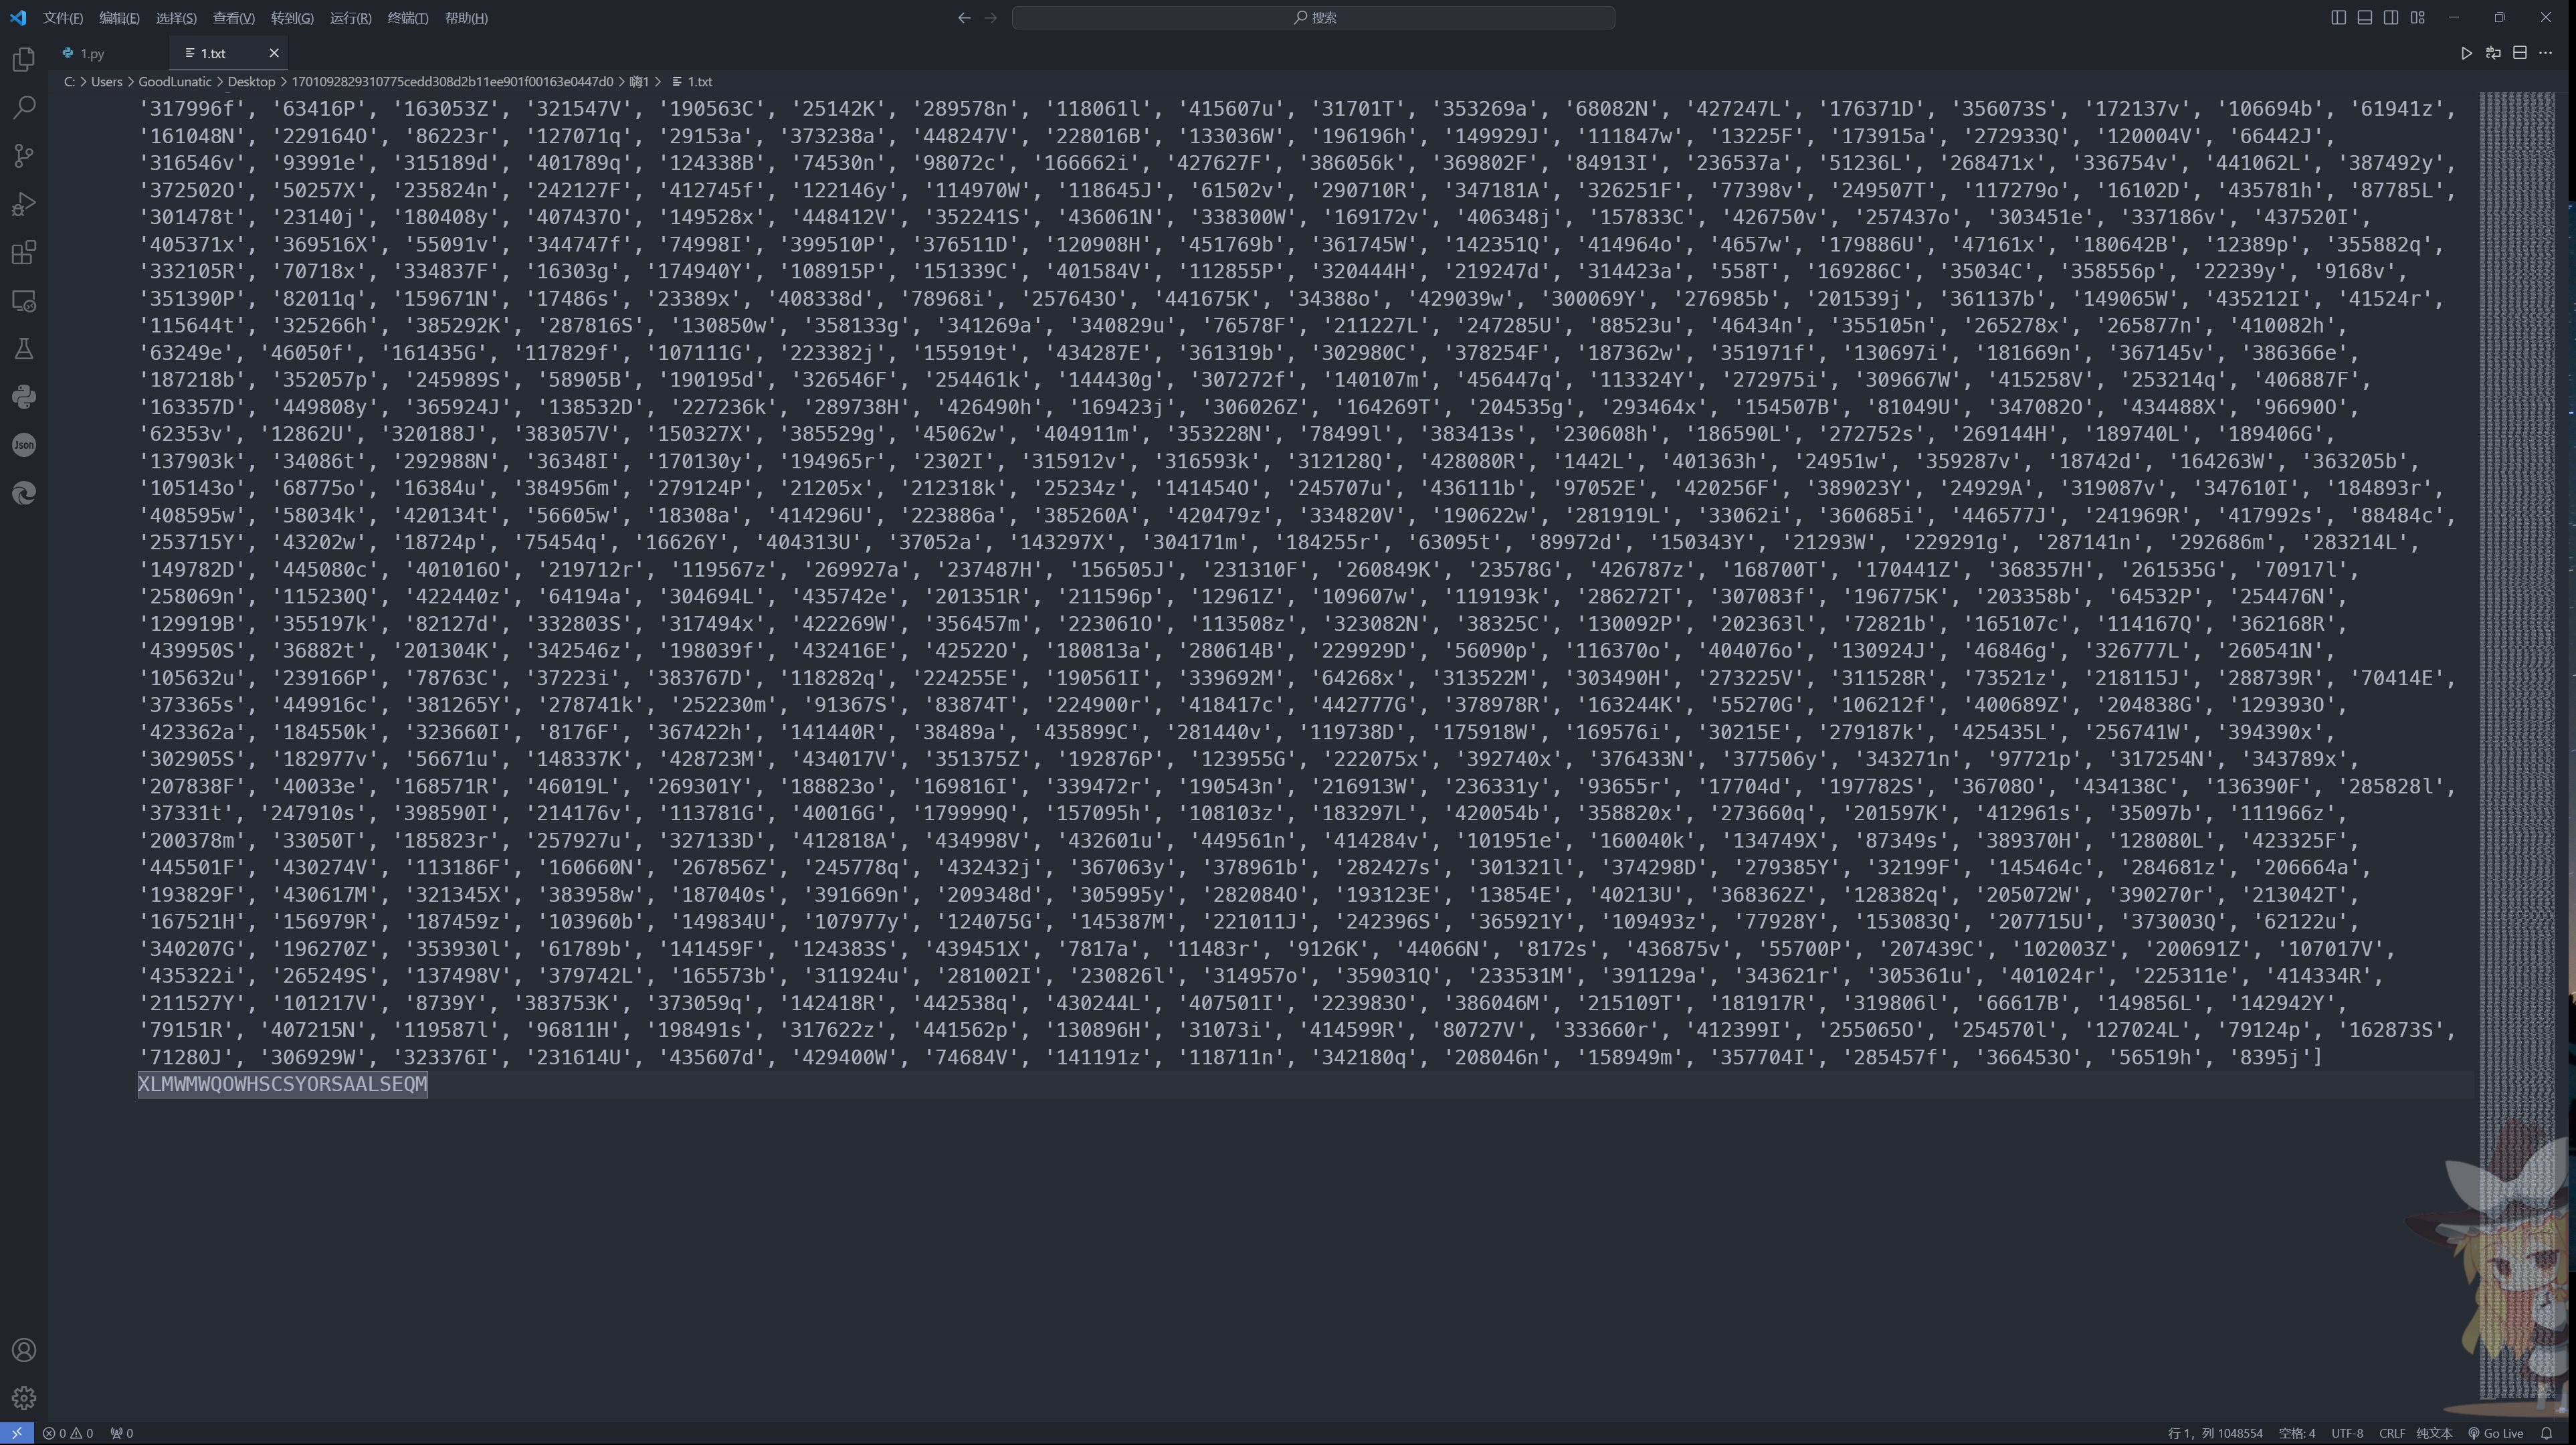 文件(F) 编辑(E) 选择(S) 查看(V) 转到(G) 运行(R) 终端(T) 帮助(H) 搜索
1.py 1.txt
C: > Users > GoodLunatic > Desktop > 1701092829310775cedd308d2b11ee901f00163e0447d0 > 嗨1 > 1.txt
'317996f', '63416P', '163053Z', '321547V', '190563C', '25142K', '289578n', '118061l', '415607u', '31701T', '353269a', '68082N', '427247L', '176371D', '356073S', '172137v', '106694b', '61941z',
'161048N', '229164O', '86223r', '127071q', '29153a', '373238a', '448247V', '228016B', '133036W', '196196h', '149929J', '111847w', '13225F', '173915a', '272933Q', '120004V', '66442J',
'316546v', '93991e', '315189d', '401789q', '124338B', '74530n', '98072c', '166662i', '427627F', '386056k', '369802F', '84913I', '236537a', '51236L', '268471x', '336754v', '441062L', '387492y',
'372502O', '50257X', '235824n', '242127F', '412745f', '122146y', '114970W', '118645J', '61502v', '290710R', '347181A', '326251F', '77398v', '249507T', '117279o', '16102D', '435781h', '87785L',
'301478t', '23140j', '180408y', '407437O', '149528x', '448412V', '352241S', '436061N', '338300W', '169172v', '406348j', '157833C', '426750v', '257437o', '303451e', '337186v', '437520I',
'405371x', '369516X', '55091v', '344747f', '74998I', '399510P', '376511D', '120908H', '451769b', '361745W', '142351Q', '414964o', '4657w', '179886U', '47161x', '180642B', '12389p', '355882q',
'332105R', '70718x', '334837F', '16303g', '174940Y', '108915P', '151339C', '401584V', '112855P', '320444H', '219247d', '314423a', '558T', '169286C', '35034C', '358556p', '22239y', '9168v',
'351390P', '82011q', '159671N', '17486s', '23389x', '408338d', '78968i', '257643O', '441675K', '34388o', '429039w', '300069Y', '276985b', '201539j', '361137b', '149065W', '435212I', '41524r',
'115644t', '325266h', '385292K', '287816S', '130850w', '358133g', '341269a', '340829u', '76578F', '211227L', '247285U', '88523u', '46434n', '355105n', '265278x', '265877n', '410082h',
'63249e', '46050f', '161435G', '117829f', '107111G', '223382j', '155919t', '434287E', '361319b', '302980C', '378254F', '187362w', '351971f', '130697i', '181669n', '367145v', '386366e',
'187218b', '352057p', '245989S', '58905B', '190195d', '326546F', '254461k', '144430g', '307272f', '140107m', '456447q', '113324Y', '272975i', '309667W', '415258V', '253214q', '406887F',
'163357D', '449808y', '365924J', '138532D', '227236k', '289738H', '426490h', '169423j', '306026Z', '164269T', '204535g', '293464x', '154507B', '81049U', '347082O', '434488X', '96690O',
'62353v', '12862U', '320188J', '383057V', '150327X', '385529g', '45062w', '404911m', '353228N', '78499l', '383413s', '230608h', '186590L', '272752s', '269144H', '189740L', '189406G',
'137903k', '34086t', '292988N', '36348I', '170130y', '194965r', '2302I', '315912v', '316593k', '312128Q', '428080R', '1442L', '401363h', '24951w', '359287v', '18742d', '164263W', '363205b',
'105143o', '68775o', '16384u', '384956m', '279124P', '21205x', '212318k', '25234z', '141454O', '245707u', '436111b', '97052E', '420256F', '389023Y', '24929A', '319087v', '347610I', '184893r',
'408595w', '58034k', '420134t', '56605w', '18308a', '414296U', '223886a', '385260A', '420479z', '334820V', '190622w', '281919L', '33062i', '360685i', '446577J', '241969R', '417992s', '88484c',
'253715Y', '43202w', '18724p', '75454q', '16626Y', '404313U', '37052a', '143297X', '304171m', '184255r', '63095t', '89972d', '150343Y', '21293W', '229291g', '287141n', '292686m', '283214L',
'149782D', '445080c', '401016O', '219712r', '119567z', '269927a', '237487H', '156505J', '231310F', '260849K', '23578G', '426787z', '168700T', '170441Z', '368357H', '261535G', '70917l',
'258069n', '115230Q', '422440z', '64194a', '304694L', '435742e', '201351R', '211596p', '12961Z', '109607w', '119193k', '286272T', '307083f', '196775K', '203358b', '64532P', '254476N',
'129919B', '355197k', '82127d', '332803S', '317494x', '422269W', '356457m', '223061O', '113508z', '323082N', '38325C', '130092P', '202363l', '72821b', '165107c', '114167Q', '362168R',
'439950S', '36882t', '201304K', '342546z', '198039f', '432416E', '42522O', '180813a', '280614B', '229929D', '56090p', '116370o', '404076o', '130924J', '46846g', '326777L', '260541N',
'105632u', '239166P', '78763C', '37223i', '383767D', '118282q', '224255E', '190561I', '339692M', '64268x', '313522M', '303490H', '273225V', '311528R', '73521z', '218115J', '288739R', '70414E',
'373365s', '449916c', '381265Y', '278741k', '252230m', '91367S', '83874T', '224900r', '418417c', '442777G', '378978R', '163244K', '55270G', '106212f', '400689Z', '204838G', '129393O',
'423362a', '184550k', '323660I', '8176F', '367422h', '141440R', '38489a', '435899C', '281440v', '119738D', '175918W', '169576i', '30215E', '279187k', '425435L', '256741W', '394390x',
'302905S', '182977v', '56671u', '148337K', '428723M', '434017V', '351375Z', '192876P', '123955G', '222075x', '392740x', '376433N', '377506y', '343271n', '97721p', '317254N', '343789x',
'207838F', '40033e', '168571R', '46019L', '269301Y', '188823o', '169816I', '339472r', '190543n', '216913W', '236331y', '93655r', '17704d', '197782S', '36708O', '434138C', '136390F', '285828l',
'37331t', '247910s', '398590I', '214176v', '113781G', '40016G', '179999Q', '157095h', '108103z', '183297L', '420054b', '358820x', '273660q', '201597K', '412961s', '35097b', '111966z',
'200378m', '33050T', '185823r', '257927u', '327133D', '412818A', '434998V', '432601u', '449561n', '414284v', '101951e', '160040k', '134749X', '87349s', '389370H', '128080L', '423325F',
'445501F', '430274V', '113186F', '160660N', '267856Z', '245778q', '432432j', '367063y', '378961b', '282427s', '301321l', '374298D', '279385Y', '32199F', '145464c', '284681z', '206664a',
'193829F', '430617M', '321345X', '383958w', '187040s', '391669n', '209348d', '305995y', '282084O', '193123E', '13854E', '40213U', '368362Z', '128382q', '205072W', '390270r', '213042T',
'167521H', '156979R', '187459z', '103960b', '149834U', '107977y', '124075G', '145387M', '221011J', '242396S', '365921Y', '109493z', '77928Y', '153083Q', '207715U', '373003Q', '62122u',
'340207G', '196270Z', '353930l', '61789b', '141459F', '124383S', '439451X', '7817a', '11483r', '9126K', '44066N', '8172s', '436875v', '55700P', '207439C', '102003Z', '200691Z', '107017V',
'435322i', '265249S', '137498V', '379742L', '165573b', '311924u', '281002I', '230826l', '314957o', '359031Q', '233531M', '391129a', '343621r', '305361u', '401024r', '225311e', '414334R',
'211527Y', '101217V', '8739Y', '383753K', '373059q', '142418R', '442538q', '430244L', '407501I', '223983O', '386046M', '215109T', '181917R', '319806l', '66617B', '149856L', '142942Y',
'79151R', '407215N', '119587l', '96811H', '198491s', '317622z', '441562p', '130896H', '31073i', '414599R', '80727V', '333660r', '412399I', '255065O', '254570l', '127024L', '79124p', '162873S',
'71280J', '306929W', '323376I', '231614U', '435607d', '429400W', '74684V', '141191z', '118711n', '342180q', '208046n', '158949m', '357704I', '285457f', '366453O', '56519h', '8395j']
XLMWMWQOWHSCSYORSAALSEQM
Json
0 0 0 行 1，列 1048554 空格: 4 UTF-8 CRLF 纯文本 Go Live